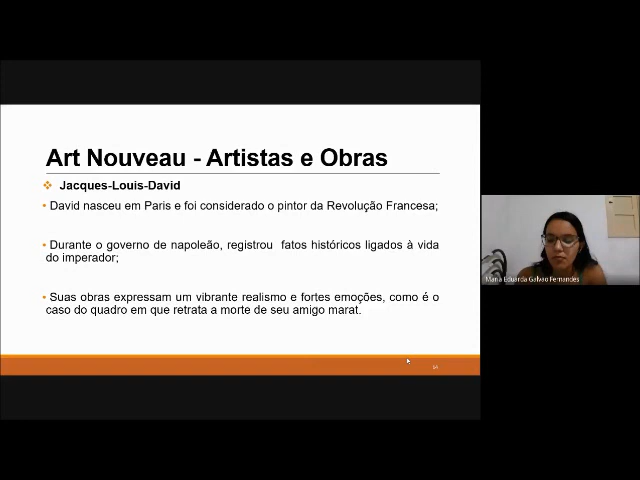 Art Nouveau - Artistas e Obras
❖ Jacques-Louis-David
• David nasceu em Paris e foi considerado o pintor da Revolução Francesa;
• Durante o governo de napoleão, registrou fatos históricos ligados à vida
do imperador;
• Suas obras expressam um vibrante realismo e fortes emoções, como é o
caso do quadro em que retrata a morte de seu amigo marat.
Maria Eduarda Galvao Fernandes